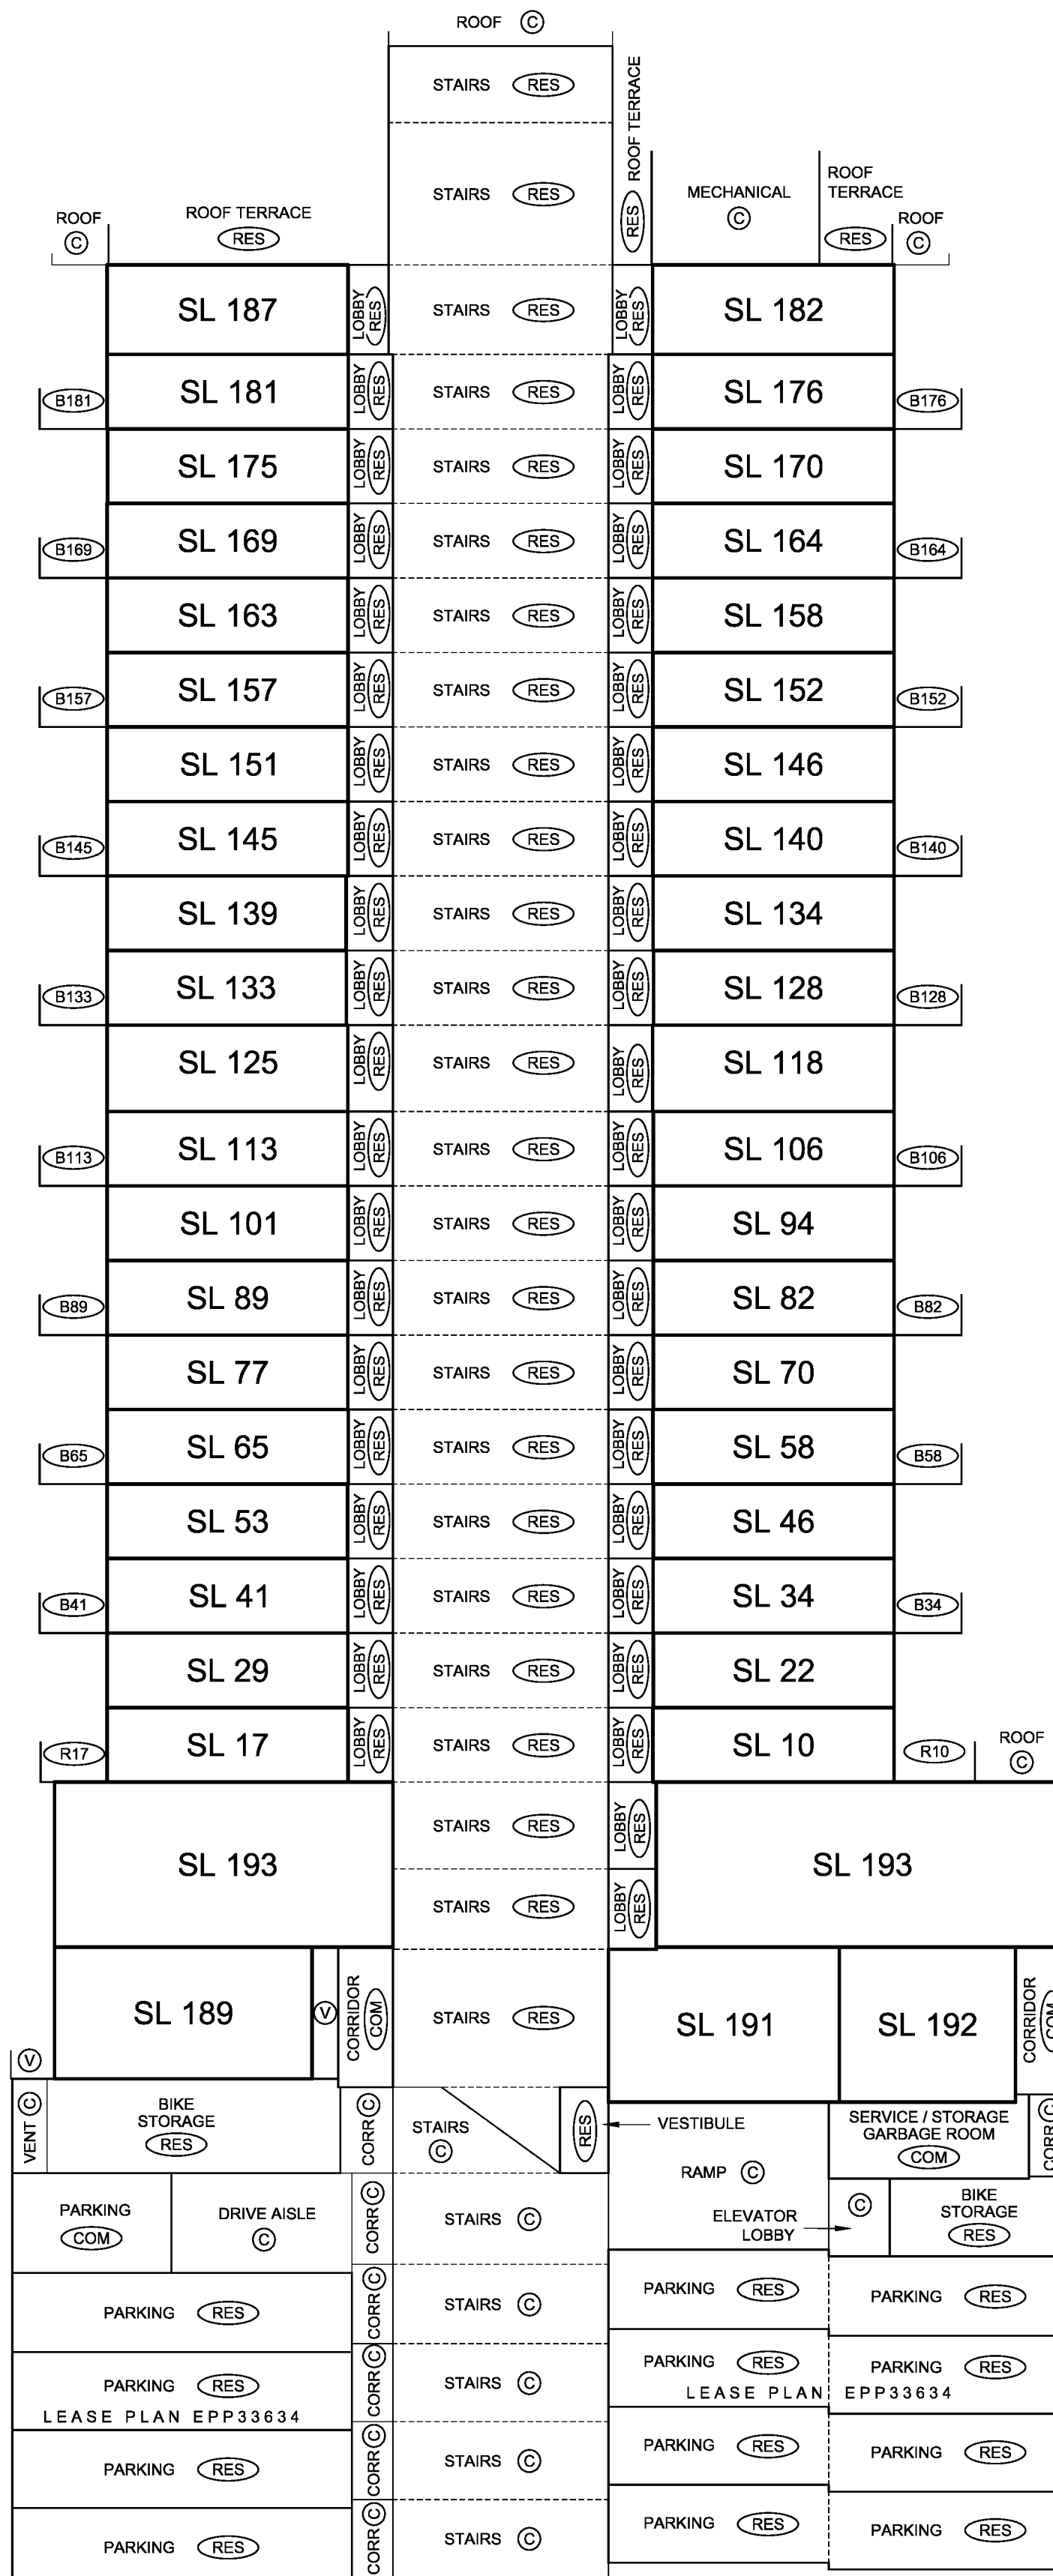 ROOF C
STAIRS RES
ROOF TERRACE RES
STAIRS RES
MECHANICAL C
ROOF TERRACE RES
ROOF C
ROOF TERRACE RES
ROOF C
SL 187 LOBBY RES STAIRS RES LOBBY RES SL 182
B181 SL 181 LOBBY RES STAIRS RES LOBBY RES SL 176 B176
SL 175 LOBBY RES STAIRS RES LOBBY RES SL 170
B169 SL 169 LOBBY RES STAIRS RES LOBBY RES SL 164 B164
SL 163 LOBBY RES STAIRS RES LOBBY RES SL 158
B157 SL 157 LOBBY RES STAIRS RES LOBBY RES SL 152 B152
SL 151 LOBBY RES STAIRS RES LOBBY RES SL 146
B145 SL 145 LOBBY RES STAIRS RES LOBBY RES SL 140 B140
SL 139 LOBBY RES STAIRS RES LOBBY RES SL 134
B133 SL 133 LOBBY RES STAIRS RES LOBBY RES SL 128 B128
SL 125 LOBBY RES STAIRS RES LOBBY RES SL 118
B113 SL 113 LOBBY RES STAIRS RES LOBBY RES SL 106 B106
SL 101 LOBBY RES STAIRS RES LOBBY RES SL 94
B89 SL 89 LOBBY RES STAIRS RES LOBBY RES SL 82 B82
SL 77 LOBBY RES STAIRS RES LOBBY RES SL 70
B65 SL 65 LOBBY RES STAIRS RES LOBBY RES SL 58 B58
SL 53 LOBBY RES STAIRS RES LOBBY RES SL 46
B41 SL 41 LOBBY RES STAIRS RES LOBBY RES SL 34 B34
SL 29 LOBBY RES STAIRS RES LOBBY RES SL 22
R17 SL 17 LOBBY RES STAIRS RES LOBBY RES SL 10 R10 ROOF C
SL 193 STAIRS RES LOBBY RES SL 193
STAIRS RES LOBBY RES
SL 189 V CORRIDOR COM STAIRS RES SL 191 SL 192 CORRIDOR COM
V
VENT C
BIKE
STORAGE
RES
CORR C
STAIRS
C
RES
VESTIBULE
SERVICE / STORAGE
GARBAGE ROOM
COM
CORR C
RAMP C
PARKING
COM
DRIVE AISLE
C
CORR C
STAIRS C
ELEVATOR
LOBBY
C
BIKE
STORAGE
RES
PARKING RES CORR C STAIRS C PARKING RES PARKING RES
PARKING RES CORR C STAIRS C PARKING RES PARKING RES
LEASE PLAN EPP33634 LEASE PLAN EPP33634
PARKING RES CORR C STAIRS C PARKING RES PARKING RES
PARKING RES CORR C STAIRS C PARKING RES PARKING RES